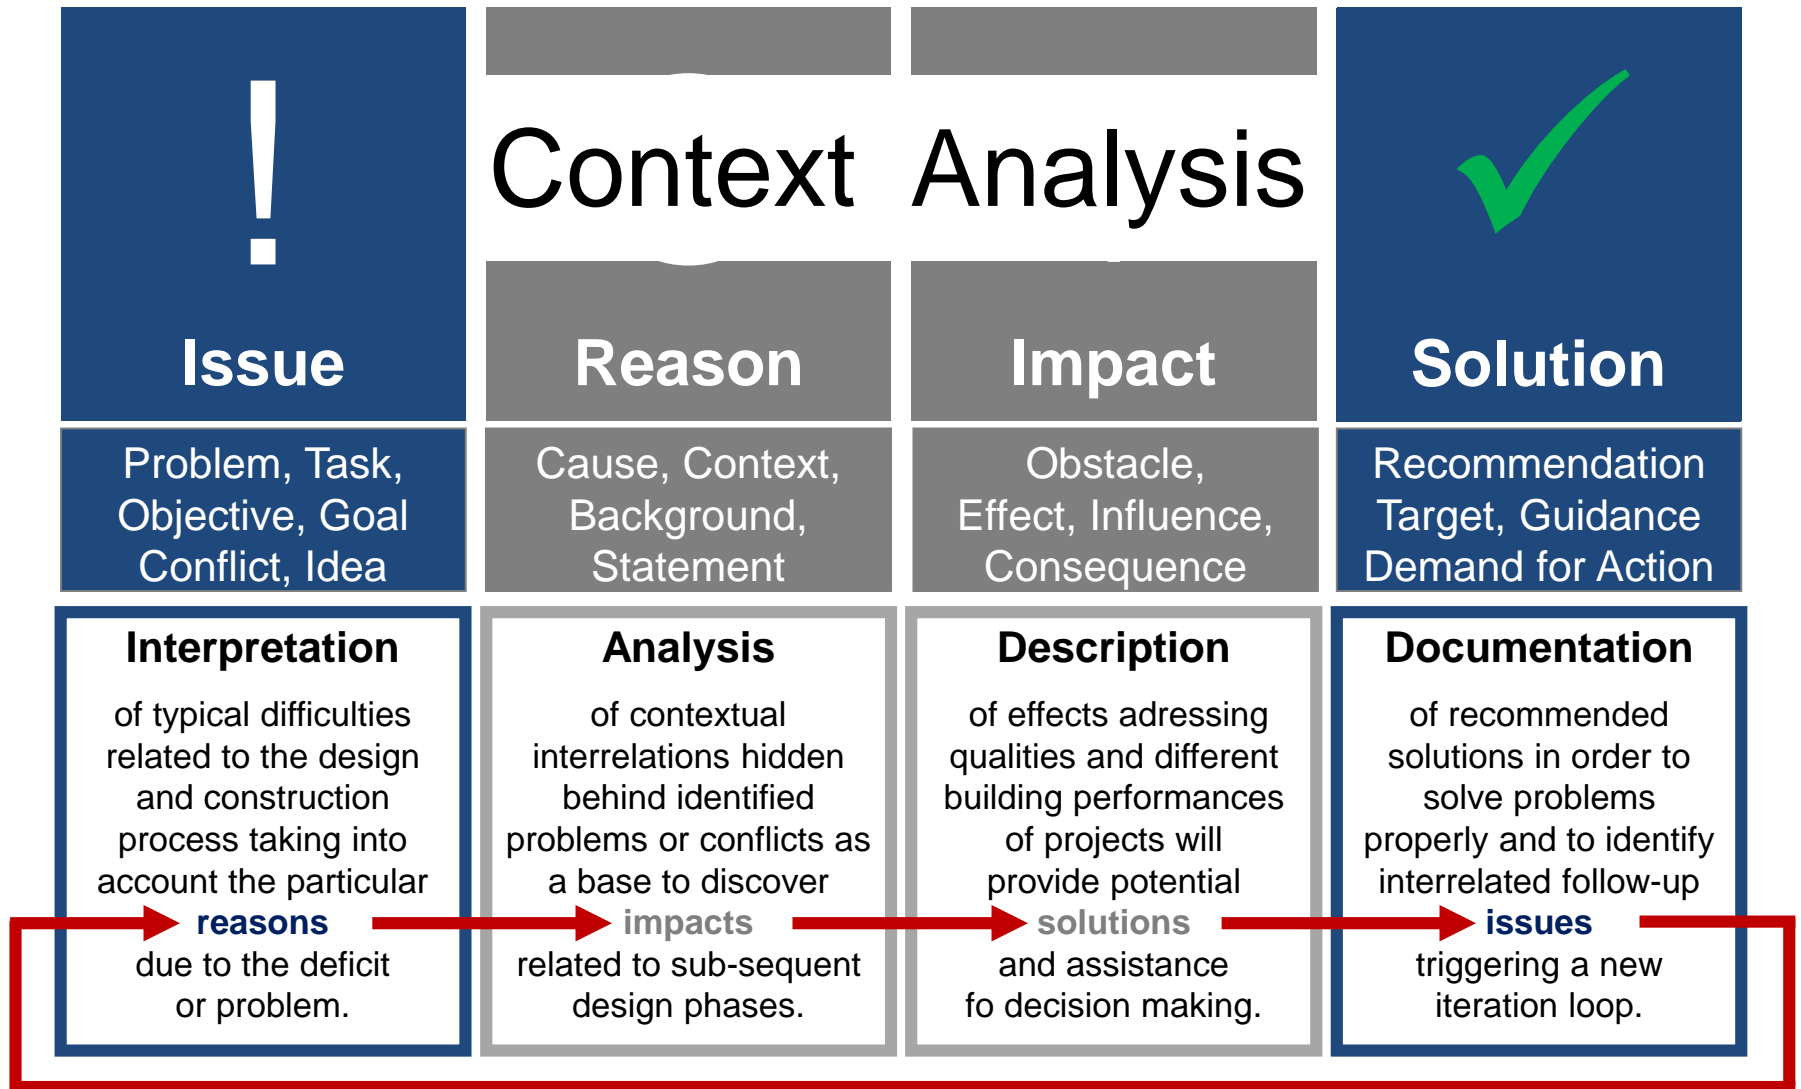 !
Context Analysis
Issue
Reason
Impact
Solution
Problem, Task,
Objective, Goal
Conflict, Idea
Cause, Context,
Background,
Statement
Obstacle,
Effect, Influence,
Consequence
Recommendation
Target, Guidance
Demand for Action
Interpretation
of typical difficulties
related to the design
and construction
process taking into
account the particular
reasons
due to the deficit
or problem.
Analysis
of contextual
interrelations hidden
behind identified
problems or conflicts as
a base to discover
impacts
related to sub-sequent
design phases.
Description
of effects adressing
qualities and different
building performances
of projects will
provide potential
solutions
and assistance
fo decision making.
Documentation
of recommended
solutions in order to
solve problems
properly and to identify
interrelated follow-up
issues
triggering a new
iteration loop.